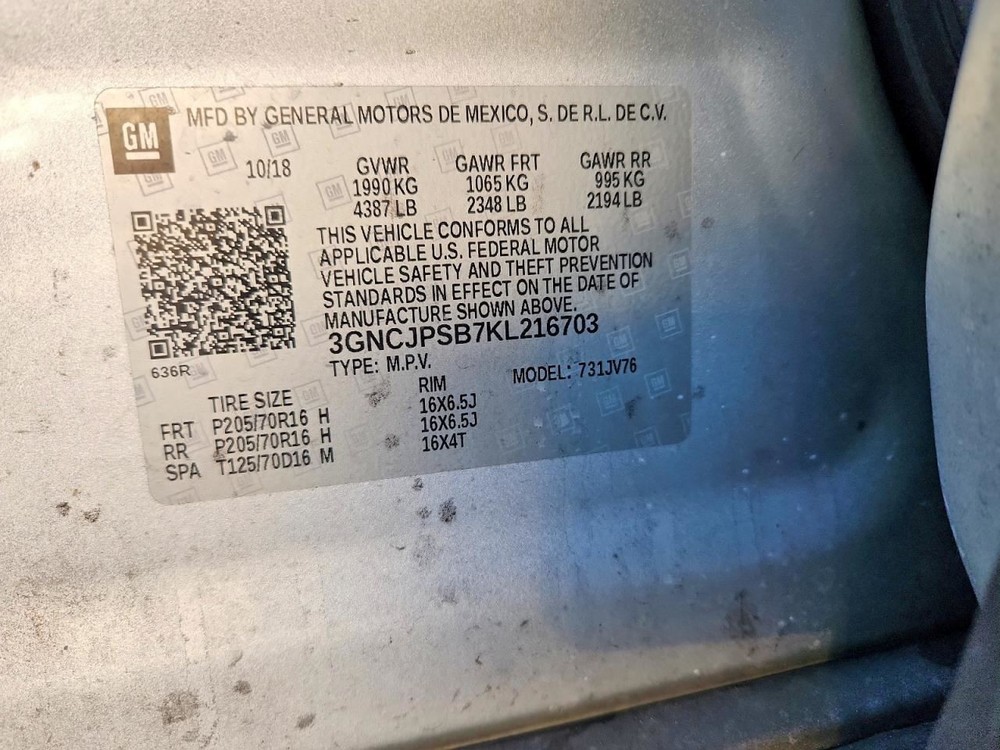 GM
MFD BY GENERAL MOTORS DE MEXICO, S. DE R.L. DE C.V.
10/18
GVWR GAWR FRT GAWR RR
1990 KG 1065 KG 995 KG
4387 LB 2348 LB 2194 LB
THIS VEHICLE CONFORMS TO ALL
APPLICABLE U.S. FEDERAL MOTOR
VEHICLE SAFETY AND THEFT PREVENTION
STANDARDS IN EFFECT ON THE DATE OF
MANUFACTURE SHOWN ABOVE.
3GNCJPSB7KL216703
636R
TYPE: M.P.V. MODEL: 731JV76
TIRE SIZE RIM
FRT P205/70R16 H 16X6.5J
RR P205/70R16 H 16X6.5J
SPA T125/70D16 M 16X4T